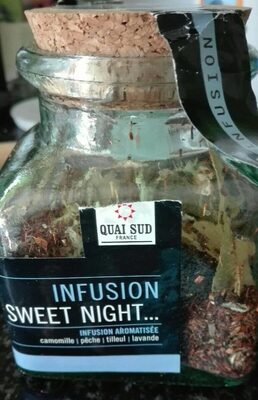 INFUSION
QUAI SUD
FRANCE
INFUSION
SWEET NIGHT...
INFUSION AROMATISÉE
camomille | pêche | tilleul | lavande